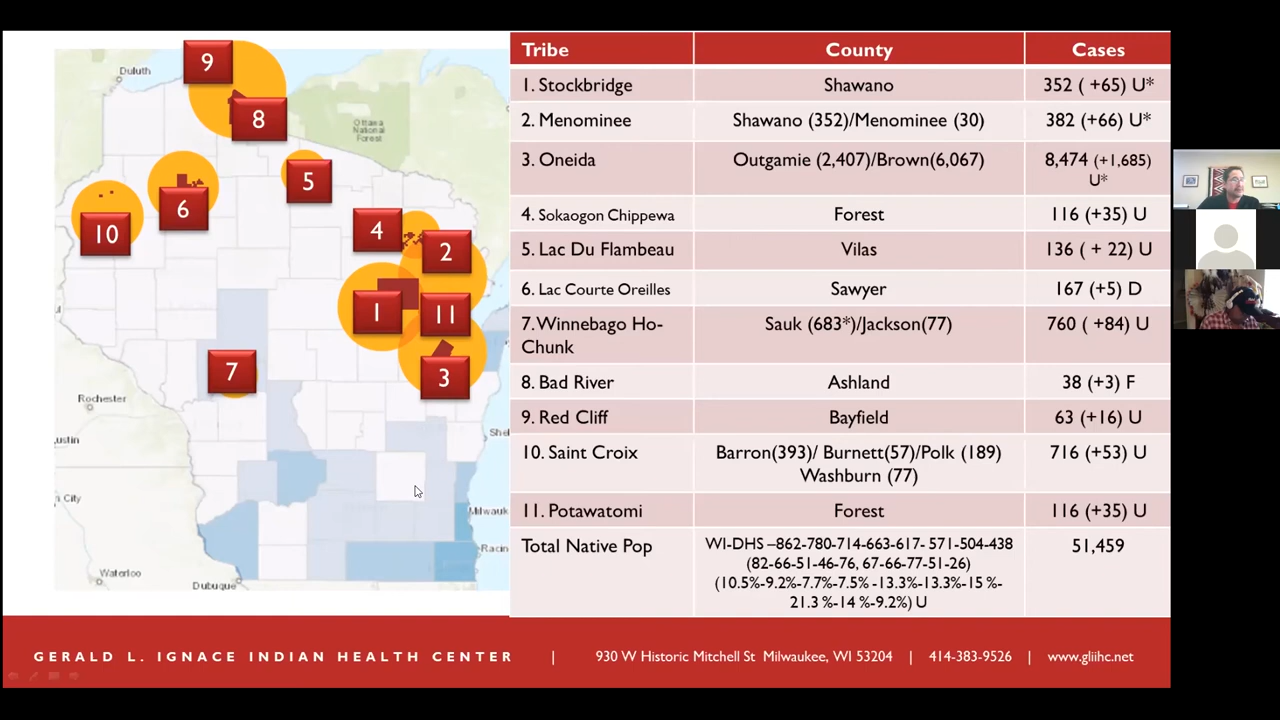 Duluth
Ottawa
National
Forest
Rochester
ustin
n City
Waterloo
Dubuque
She
Milwauk
Racin
9
8
5
6
10
4
2
1
11
7
3
Tribe County Cases
1. Stockbridge Shawano 352 ( +65) U*
2. Menominee Shawano (352)/Menominee (30) 382 (+66) U*
3. Oneida Outgamie (2,407)/Brown(6,067) 8,474 (+1,685)
U*
4. Sokaogon Chippewa Forest 116 (+35) U
5. Lac Du Flambeau Vilas 136 ( + 22) U
6. Lac Courte Oreilles Sawyer 167 (+5) D
7.Winnebago Ho- Sauk (683*)/Jackson(77) 760 ( +84) U
Chunk
8. Bad River Ashland 38 (+3) F
9. Red Cliff Bayfield 63 (+16) U
10. Saint Croix Barron(393)/ Burnett(57)/Polk (189) 716 (+53) U
Washburn (77)
11. Potawatomi Forest 116 (+35) U
Total Native Pop WI-DHS –862-780-714-663-617- 571-504-438 51,459
(82-66-51-46-76, 67-66-77-51-26)
(10.5%-9.2%-7.7%-7.5% -13.3%-13.3%-15 %-
21.3 %-14 %-9.2%) U
GERALD L. IGNACE INDIAN HEALTH CENTER | 930 W Historic Mitchell St Milwaukee, WI 53204 | 414-383-9526 | www.gliihc.net